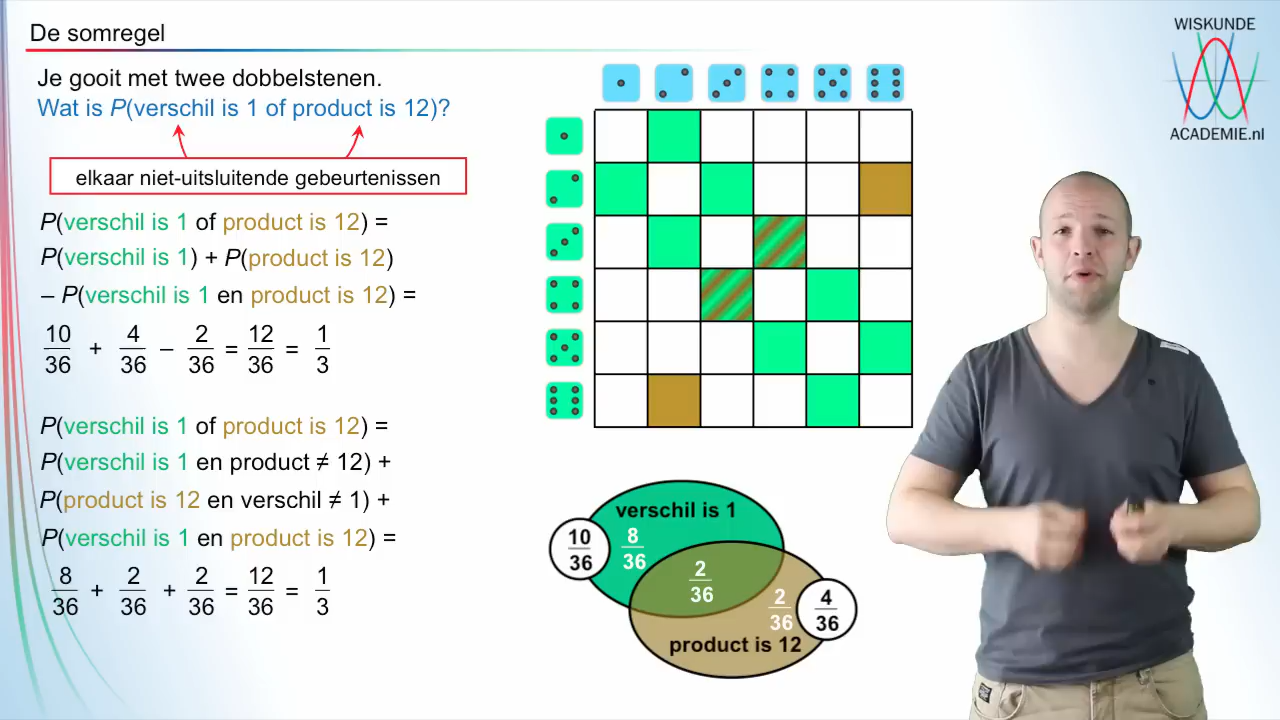 De somregel
WISKUNDE
ACADEMIE.nl
Je gooit met twee dobbelstenen.
Wat is P(verschil is 1 of product is 12)?
elkaar niet-uitsluitende gebeurtenissen
P(verschil is 1 of product is 12) =
P(verschil is 1) + P(product is 12)
– P(verschil is 1 en product is 12) =
10/36 + 4/36 – 2/36 = 12/36 = 1/3
P(verschil is 1 of product is 12) =
P(verschil is 1 en product ≠ 12) +
P(product is 12 en verschil ≠ 1) +
P(verschil is 1 en product is 12) =
8/36 + 2/36 + 2/36 = 12/36 = 1/3
verschil is 1
10/36
8/36
2/36
2/36
4/36
product is 12